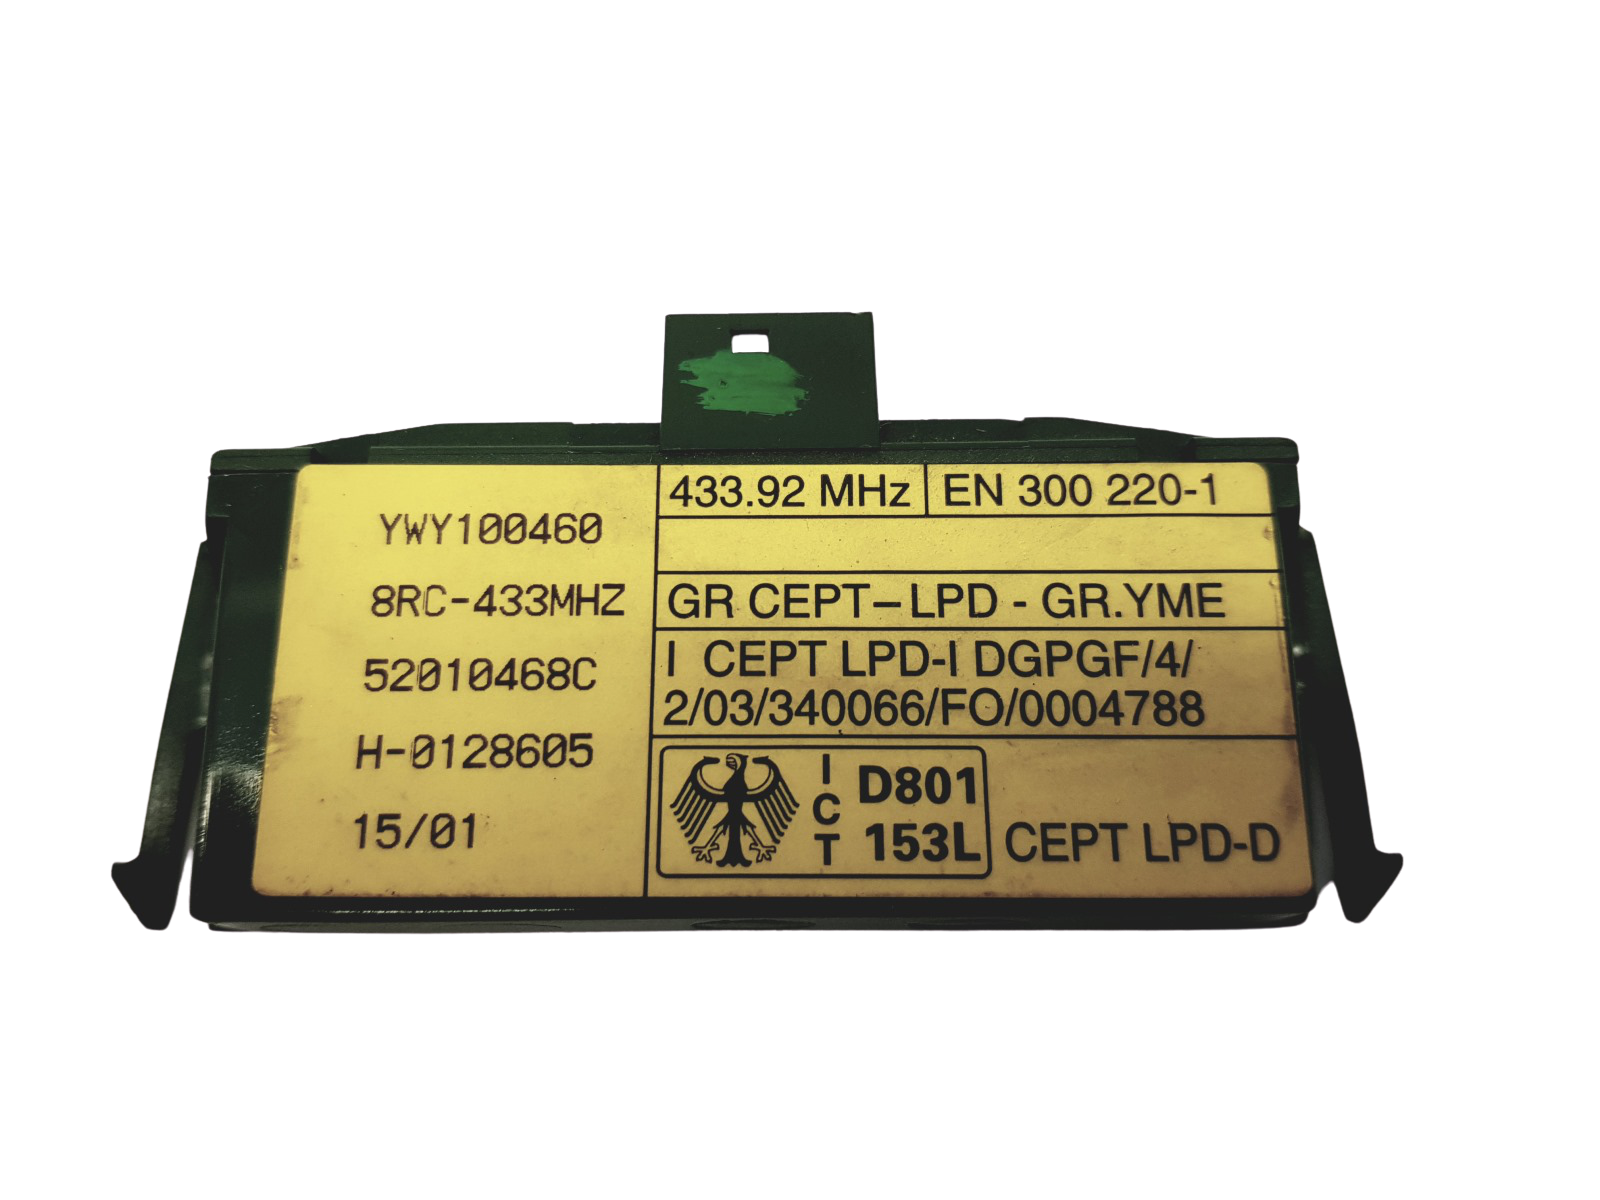 YWY100460
8RC-433MHZ
52010468C
H-0128605
15/01
433.92 MHz
EN 300 220-1
GR CEPT–LPD - GR.YME
I CEPT LPD-I DGPGF/4/
2/03/340066/FO/0004788
ICT
D801
153L
CEPT LPD-D